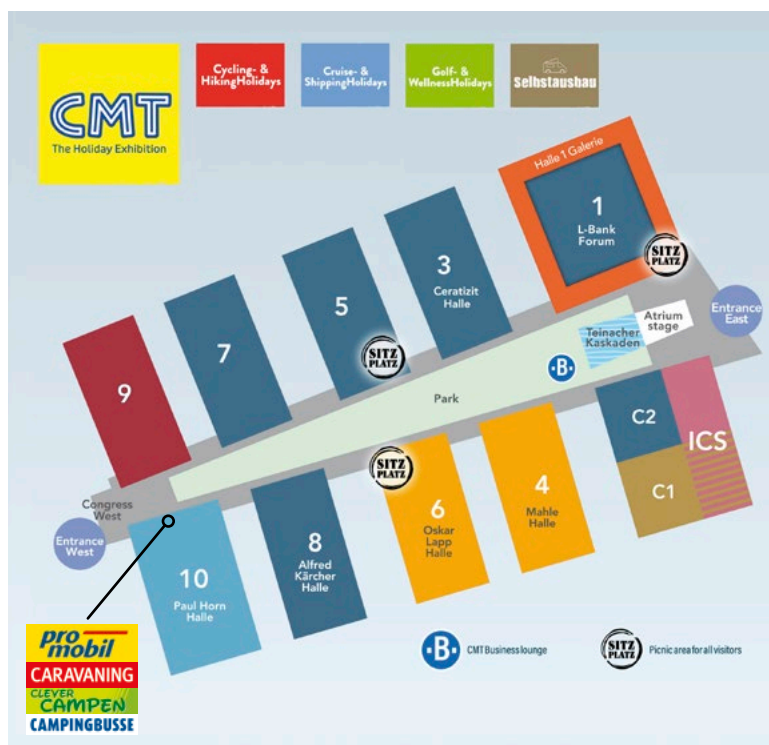 CMT
The Holiday Exhibition
Cycling- &
HikingHolidays
Cruise- &
ShippingHolidays
Golf- &
WellnessHolidays
Selbstausbau
Halle 1 Galerie
1
L-Bank
Forum
SITZ
PLATZ
3
Ceratizit
Halle
5
SITZ
PLATZ
7
9
Entrance
East
Atrium
stage
Teinacher
Kaskaden
·B·
Park
C2
ICS
C1
SITZ
PLATZ
4
Mahle
Halle
6
Oskar
Lapp
Halle
8
Alfred
Kärcher
Halle
10
Paul Horn
Halle
Congress
West
Entrance
West
pro
mobil
CARAVANING
CLEVER
CAMPEN
CAMPINGBUSSE
·B·
CMT Business lounge
SITZ
PLATZ
Picnic area for all visitors